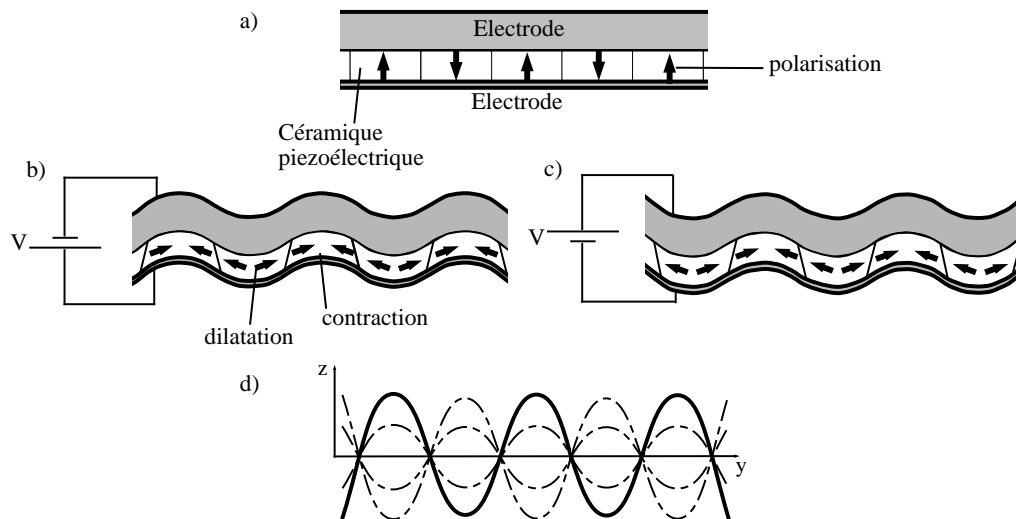 a)
Electrode
polarisation
Electrode
Céramique
piezoélectrique
b)
V
contraction
dilatation
c)
V
d)
z
y